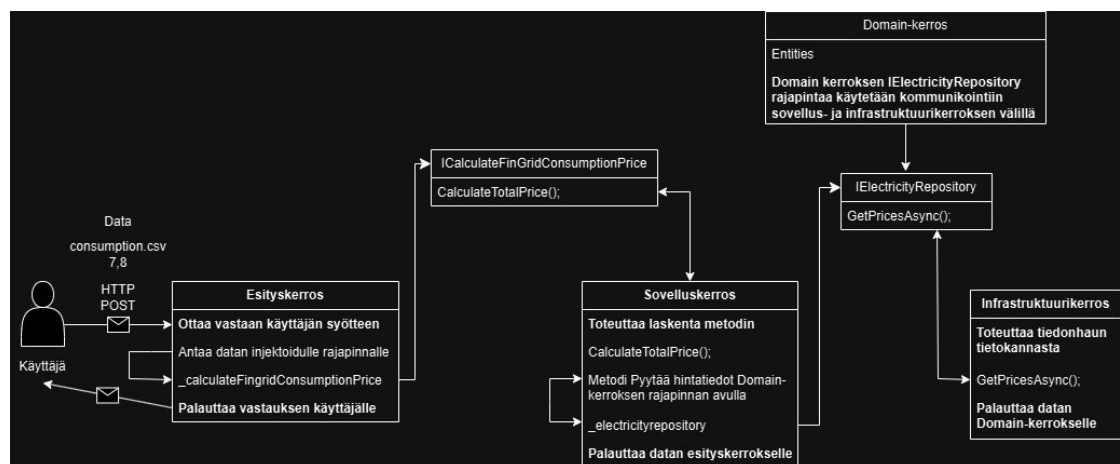 Domain-kerros
Entities
Domain kerroksen IElectricityRepository
rajapintaa käytetään kommunikointiin
sovellus- ja infrastruktuurikerroksen välillä
ICalculateFinGridConsumptionPrice
CalculateTotalPrice();
IElectricityRepository
GetPricesAsync();
Data
consumption.csv
7,8
HTTP
POST
Käyttäjä
Esityskerros
Ottaa vastaan käyttäjän syötteen
Antaa datan injektoidulle rajapinnalle
_calculateFingridConsumptionPrice
Palauttaa vastauksen käyttäjälle
Sovelluskerros
Toteuttaa laskenta metodin
CalculateTotalPrice();
Metodi Pyytää hintatiedot Domain-
kerroksen rajapinnan avulla
_electricityrepository
Palauttaa datan esityskerrokselle
Infrastruktuurikerros
Toteuttaa tiedonhaun
tietokannasta
GetPricesAsync();
Palauttaa datan
Domain-kerrokselle